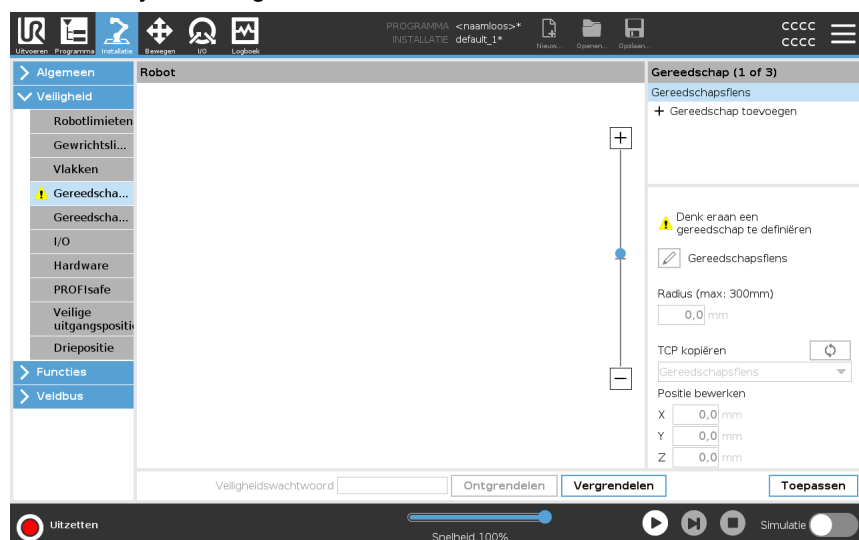 PROGRAMMA <naamloos>*
INSTALLATIE default_1*
Uitvoeren Programma Installatie Bewegen I/O Logboek
Nieuw... Openen... Opslaan...
cccc
cccc
Algemeen
Veiligheid
Robotlimieten
Gewrichtsli...
Vlakken
Gereedscha...
Gereedscha...
I/O
Hardware
PROFIsafe
Veilige
uitgangspositi
Driepositie
Functies
Veldbus
Robot
Gereedschap (1 of 3)
Gereedschapsflens
+ Gereedschap toevoegen
Denk eraan een
gereedschap te definiëren
Gereedschapsflens
Radius (max: 300mm)
0,0 mm
TCP kopiëren
Gereedschapsflens
Positie bewerken
X 0,0 mm
Y 0,0 mm
Z 0,0 mm
Veiligheidswachtwoord Ontgrendelen Vergrendelen Toepassen
Uitzetten
Snelheid 100%
Simulatie